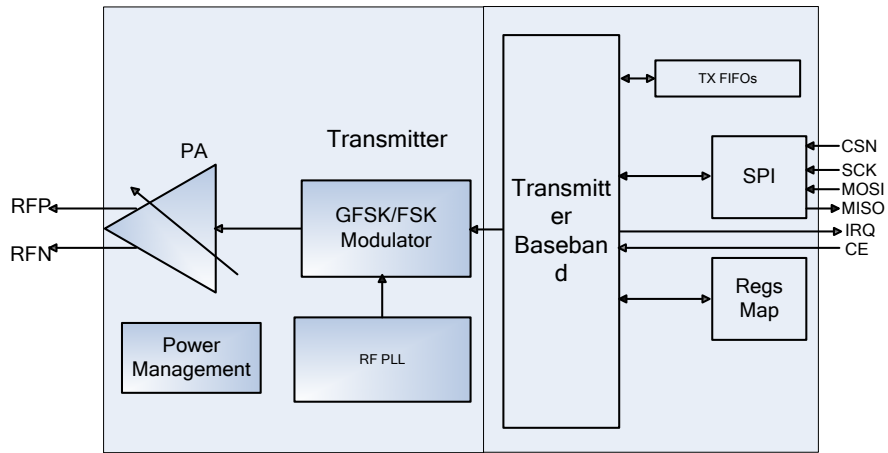 TX FIFOs
PA
Transmitter
CSN
SCK
MOSI
MISO
SPI
Transmitt
er
Baseban
d
RFP
RFN
GFSK/FSK
Modulator
IRQ
CE
Regs
Map
Power
Management
RF PLL